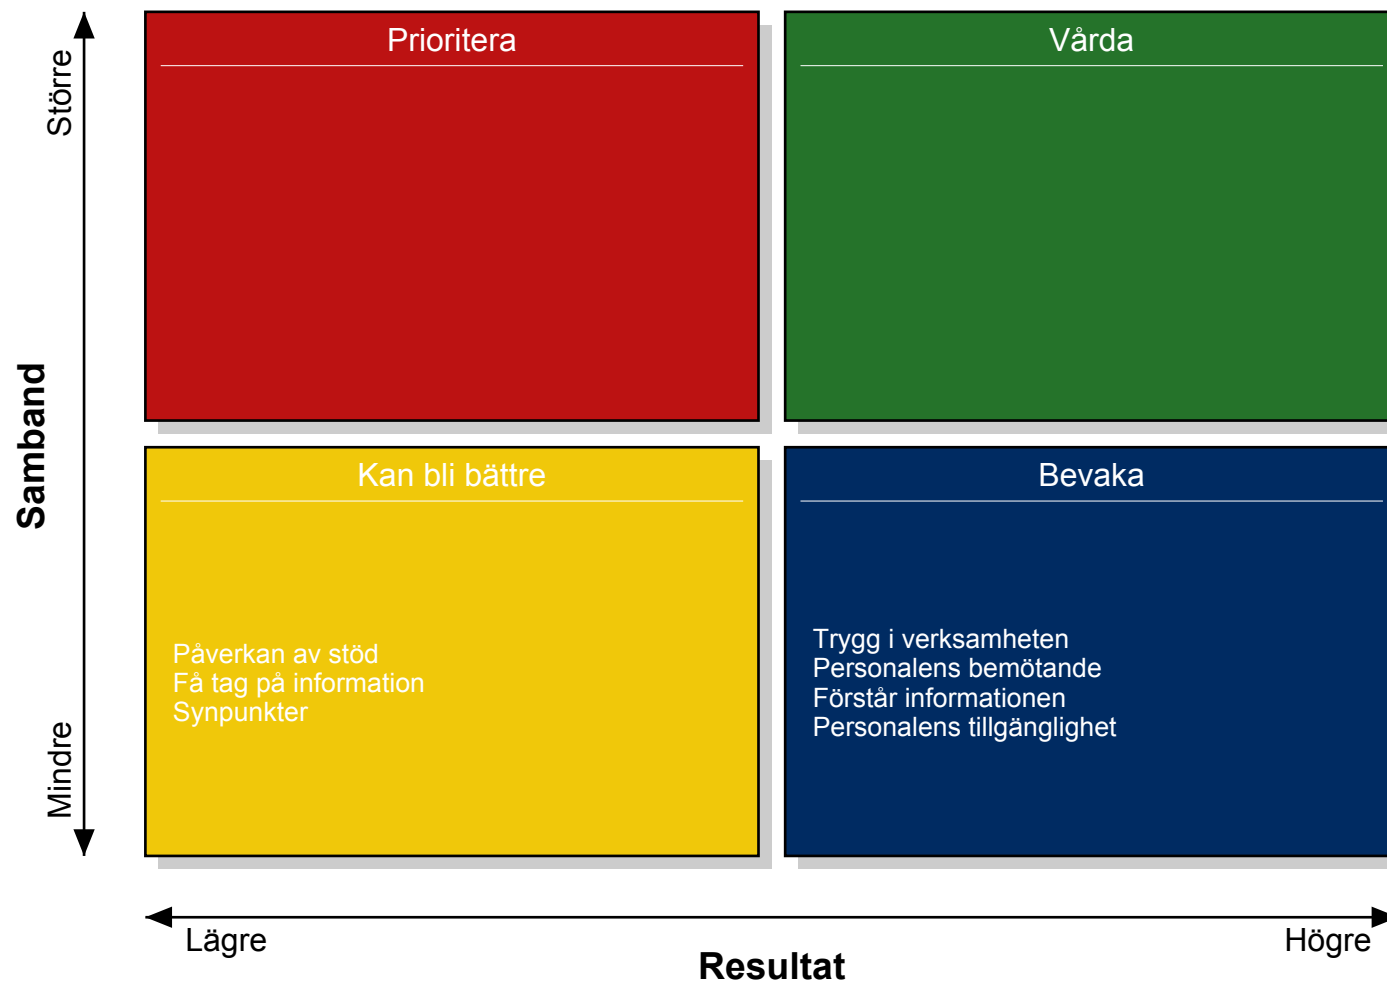 Större
Samband
Mindre
Prioritera
Vårda
Kan bli bättre
Påverkan av stöd
Få tag på information
Synpunkter
Bevaka
Trygg i verksamheten
Personalens bemötande
Förstår informationen
Personalens tillgänglighet
Lägre
Högre
Resultat